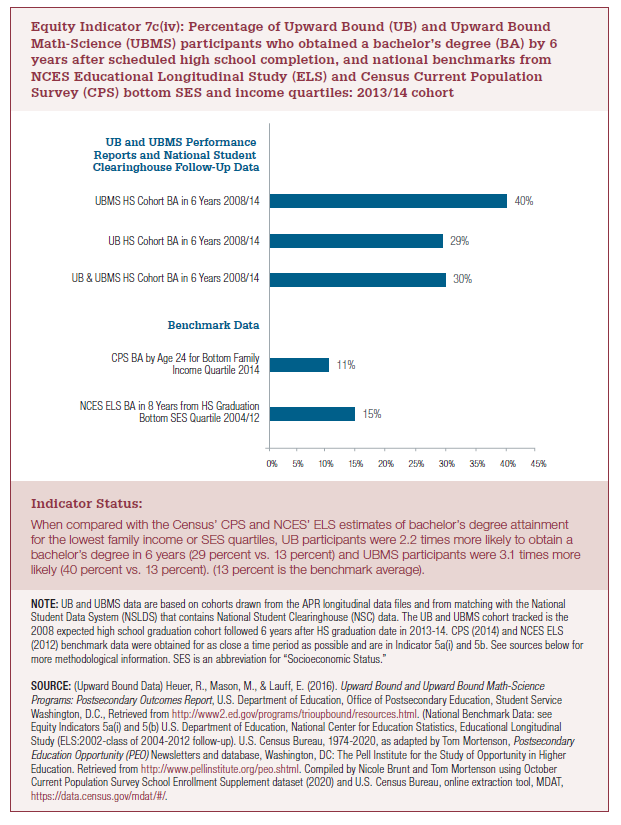 Equity Indicator 7c(iv): Percentage of Upward Bound (UB) and Upward Bound
Math-Science (UBMS) participants who obtained a bachelor's degree (BA) by 6
years after scheduled high school completion, and national benchmarks from
NCES Educational Longitudinal Study (ELS) and Census Current Population
Survey (CPS) bottom SES and income quartiles: 2013/14 cohort
UB and UBMS Performance
Reports and National Student
Clearinghouse Follow-Up Data
UBMS HS Cohort BA in 6 Years 2008/14
40%
UB HS Cohort BA in 6 Years 2008/14
29%
UB & UBMS HS Cohort BA in 6 Years 2008/14
30%
Benchmark Data
CPS BA by Age 24 for Bottom Family
Income Quartile 2014
11%
NCES ELS BA in 8 Years from HS Graduation
Bottom SES Quartile 2004/12
15%
0% 5% 10% 15% 20% 25% 30% 35% 40% 45%
Indicator Status:
When compared with the Census' CPS and NCES' ELS estimates of bachelor's degree attainment
for the lowest family income or SES quartiles, UB participants were 2.2 times more likely to obtain a
bachelor's degree in 6 years (29 percent vs. 13 percent) and UBMS participants were 3.1 times more
likely (40 percent vs. 13 percent). (13 percent is the benchmark average).
NOTE: UB and UBMS data are based on cohorts drawn from the APR longitudinal data files and from matching with the National
Student Data System (NSLDS) that contains National Student Clearinghouse (NSC) data. The UB and UBMS cohort tracked is the
2008 expected high school graduation cohort followed 6 years after HS graduation date in 2013-14. CPS (2014) and NCES ELS
(2012) benchmark data were obtained for as close a time period as possible and are in Indicator 5a(i) and 5b. See sources below for
more methodological information. SES is an abbreviation for "Socioeconomic Status."
SOURCE: (Upward Bound Data) Heuer, R., Mason, M., & Lauff, E. (2016). Upward Bound and Upward Bound Math-Science
Programs: Postsecondary Outcomes Report, U.S. Department of Education, Office of Postsecondary Education, Student Service
Washington, D.C., Retrieved from http://www2.ed.gov/programs/trioupbound/resources.html. (National Benchmark Data: see
Equity Indicators 5a(i) and 5(b) U.S. Department of Education, National Center for Education Statistics, Educational Longitudinal
Study (ELS:2002-class of 2004-2012 follow-up). U.S. Census Bureau, 1974-2020, as adapted by Tom Mortenson, Postsecondary
Education Opportunity (PEO) Newsletters and database, Washington, DC: The Pell Institute for the Study of Opportunity in Higher
Education. Retrieved from http://www.pellinstitute.org/peo.shtml. Compiled by Nicole Brunt and Tom Mortenson using October
Current Population Survey School Enrollment Supplement dataset (2020) and U.S. Census Bureau, online extraction tool, MDAT,
https://data.census.gov/mdat/#/.